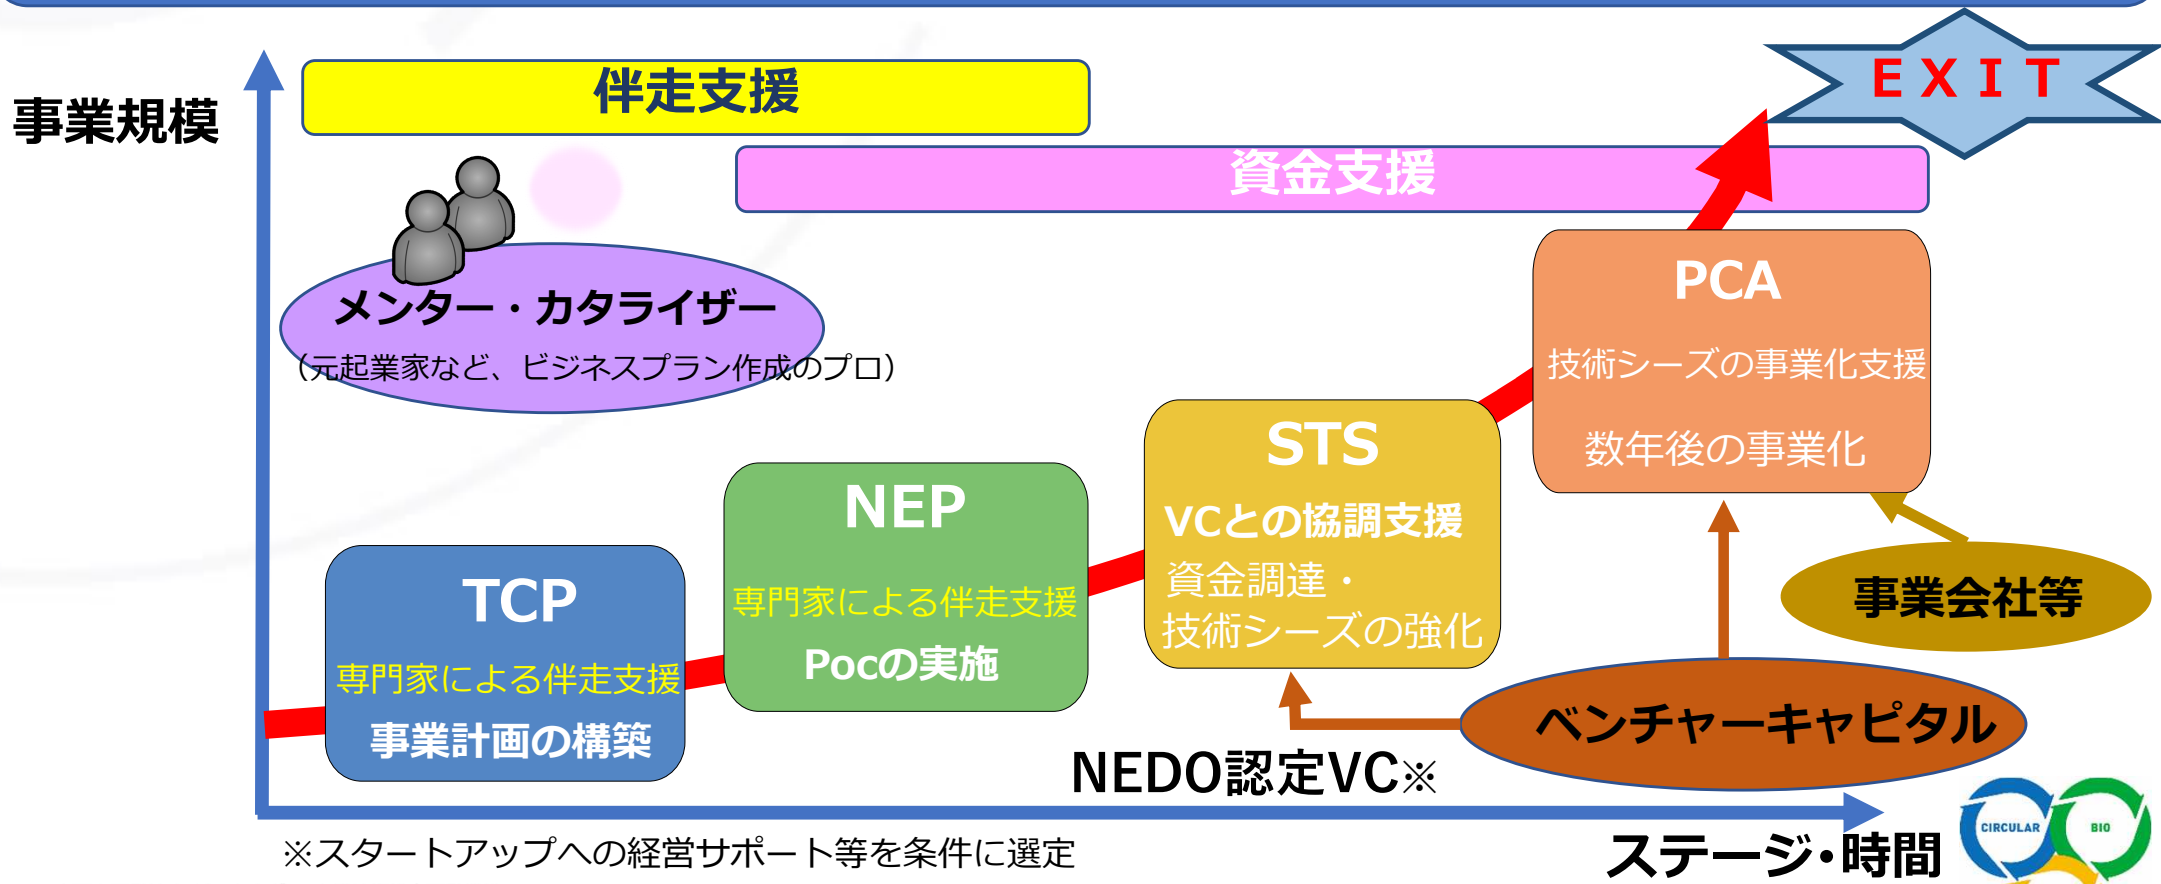 EXIT
事業規模
伴走支援
資金支援
メンター・カタライザー
（元起業家など、ビジネスプラン作成のプロ）
PCA
技術シーズの事業化支援
数年後の事業化
STS
VCとの協調支援
資金調達・
技術シーズの強化
NEP
専門家による伴走支援
Pocの実施
TCP
専門家による伴走支援
事業計画の構築
事業会社等
ベンチャーキャピタル
NEDO認定VC※
※スタートアップへの経営サポート等を条件に選定
ステージ・時間
CIRCULAR
BIO